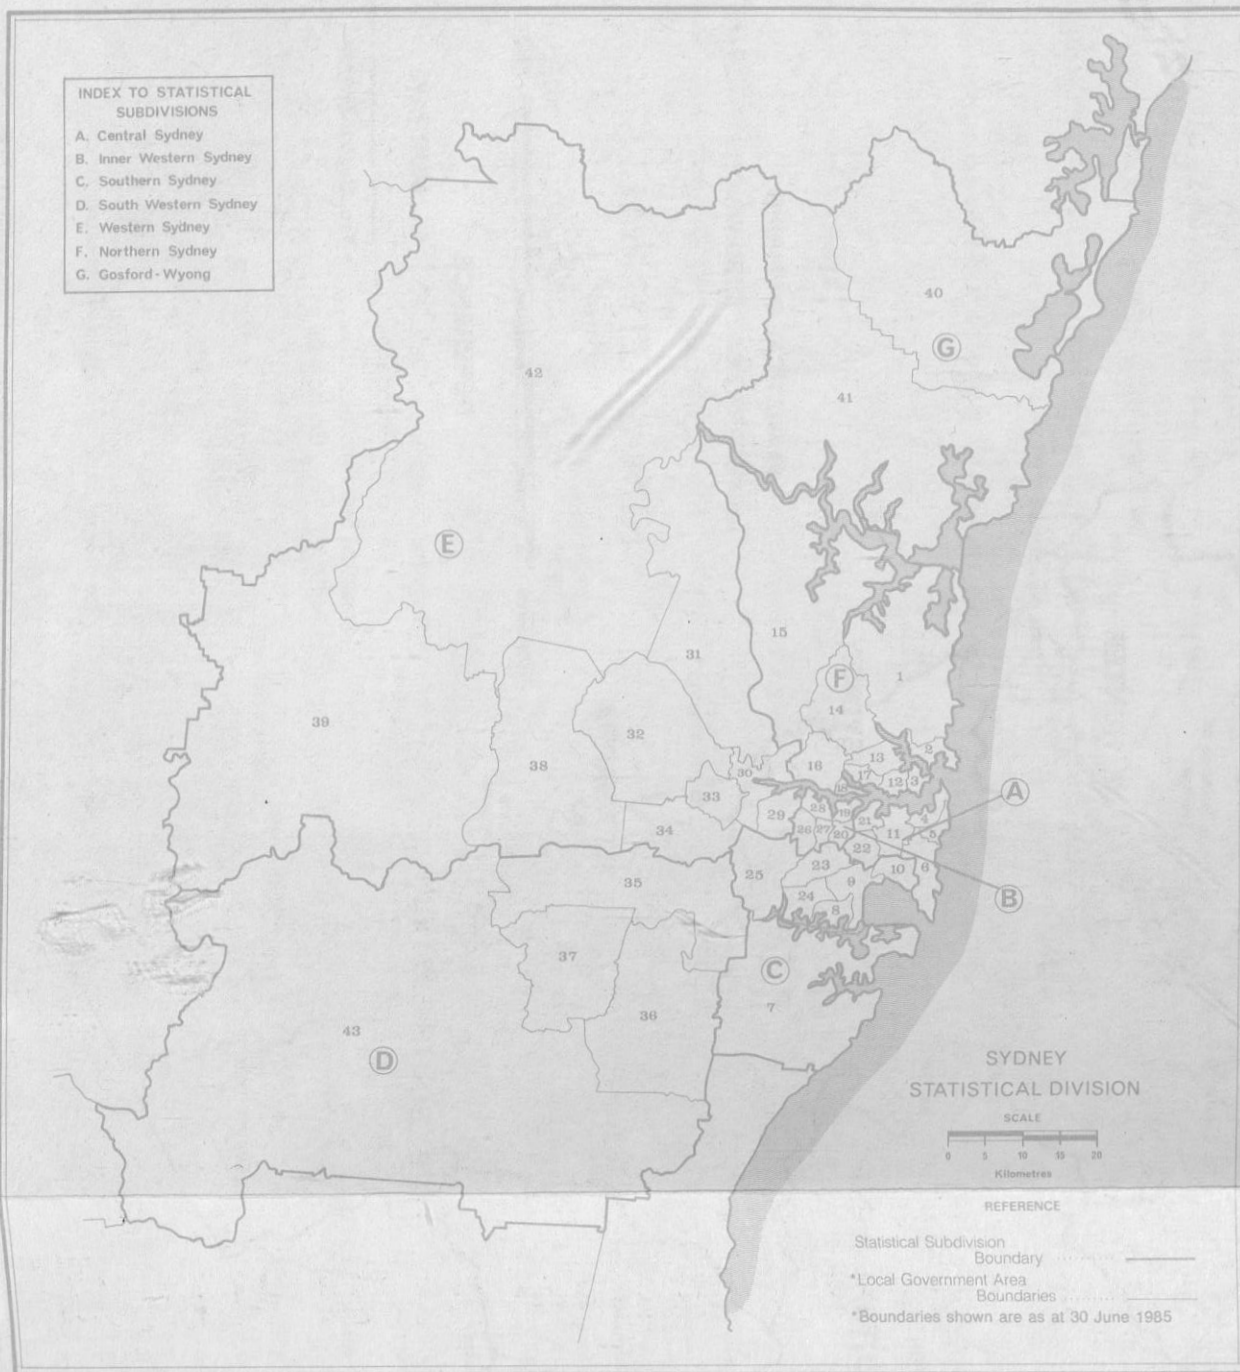 INDEX TO STATISTICAL
SUBDIVISIONS
A. Central Sydney
B. Inner Western Sydney
C. Southern Sydney
D. South Western Sydney
E. Western Sydney
F. Northern Sydney
G. Gosford - Wyong
40
G
42
41
E
15
31
F
1
14
39
32
2
13
16
38
30
17
12
3
18
A
33
28
19
29
4
21
34
26
27
20
11
5
22
23
10
6
25
35
9
24
B
8
37
C
7
36
43
D
SYDNEY
STATISTICAL DIVISION
SCALE
0 5 10 15 20
Kilometres
REFERENCE
Statistical Subdivision
Boundary
*Local Government Area
Boundaries
*Boundaries shown are as at 30 June 1985